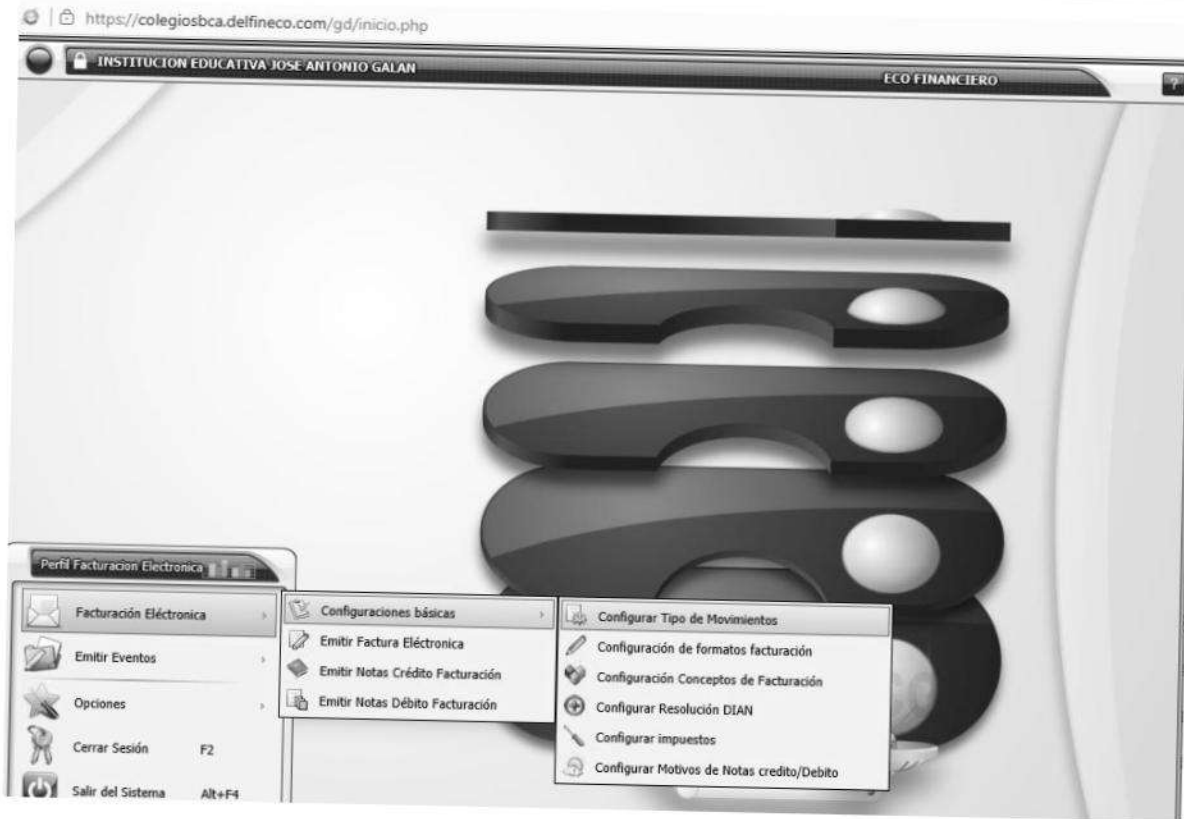 https://colegiosbca.delfineco.com/gd/inicio.php
INSTITUCION EDUCATIVA JOSE ANTONIO GALAN
ECO FINANCIERO
?
Perfil Facturacion Electronica
Facturación Eléctronica
Emitir Eventos
Opciones
Cerrar Sesión F2
Salir del Sistema Alt+F4
Configuraciones básicas
Emitir Factura Eléctronica
Emitir Notas Crédito Facturación
Emitir Notas Débito Facturación
Configurar Tipo de Movimientos
Configuración de formatos facturación
Configuración Conceptos de Facturación
Configurar Resolución DIAN
Configurar impuestos
Configurar Motivos de Notas credito/Debito